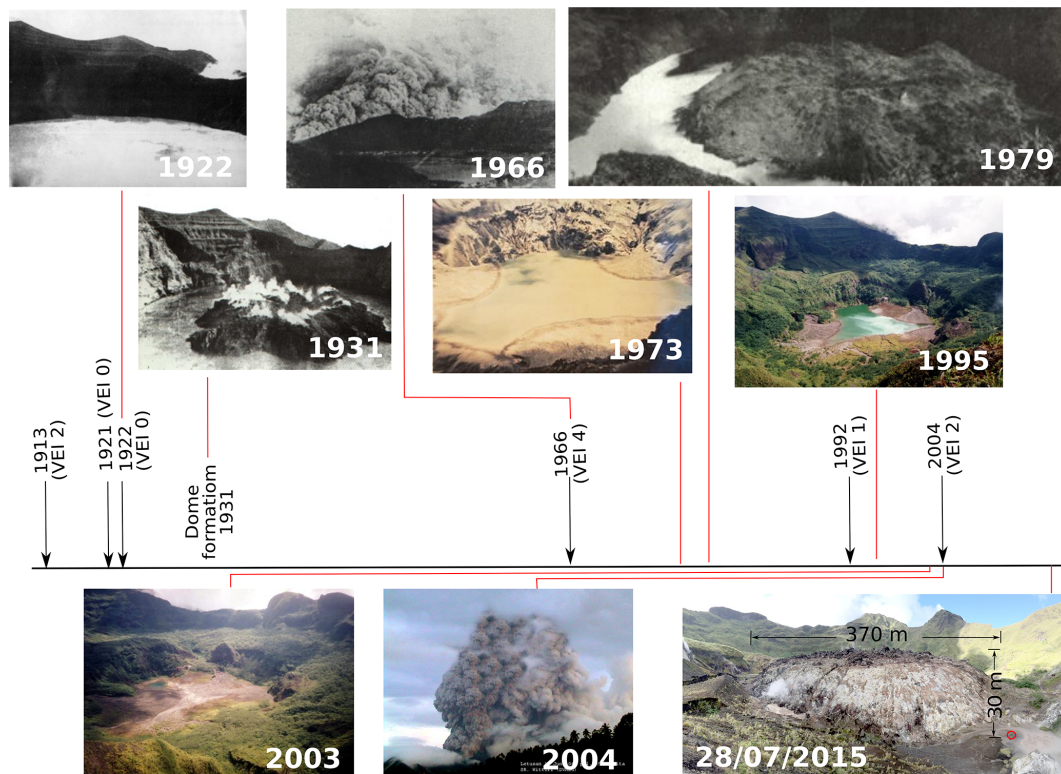 1922
1966
1979
1931
1973
1995
1913
(VEI 2)
1921 (VEI 0)
1922
(VEI 0)
Dome
formatiom
1931
1966
(VEI 4)
1992
(VEI 1)
2004
(VEI 2)
2003
2004
Letusan
370 m
30 m
28/07/2015